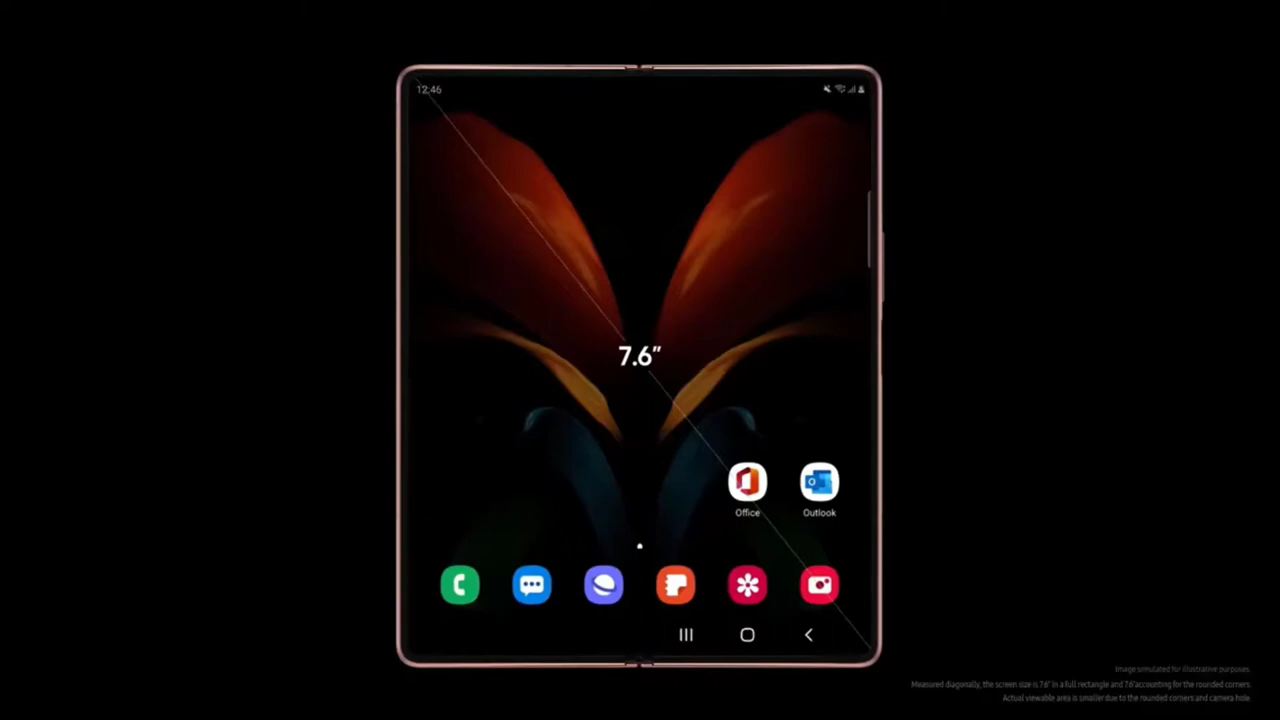 12:46
7.6"
Office
Outlook
Image simulated for illustrative purposes.
Measured diagonally, the screen size is 7.6" in a full rectangle and 7.6"accounting for the rounded corners.
Actual viewable area is smaller due to the rounded corners and camera hole.